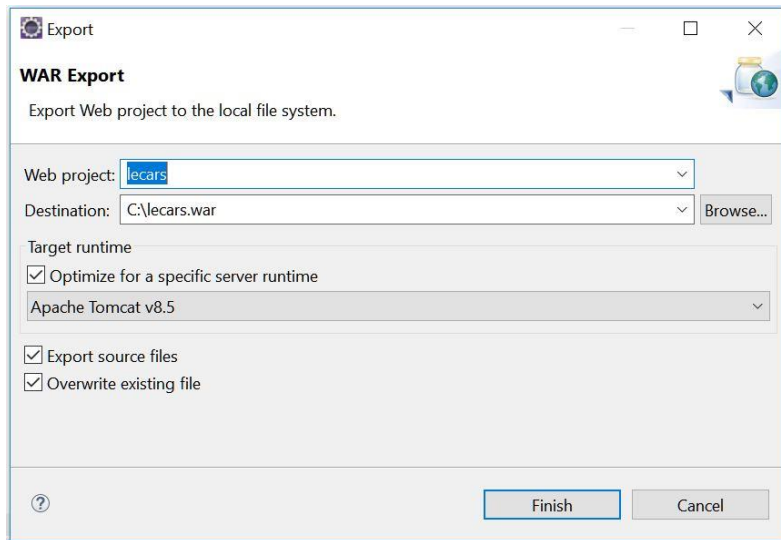 Export
WAR Export
Export Web project to the local file system.
Web project: lecars
Destination: C:\lecars.war Browse...
Target runtime
Optimize for a specific server runtime
Apache Tomcat v8.5
Export source files
Overwrite existing file
? Finish Cancel